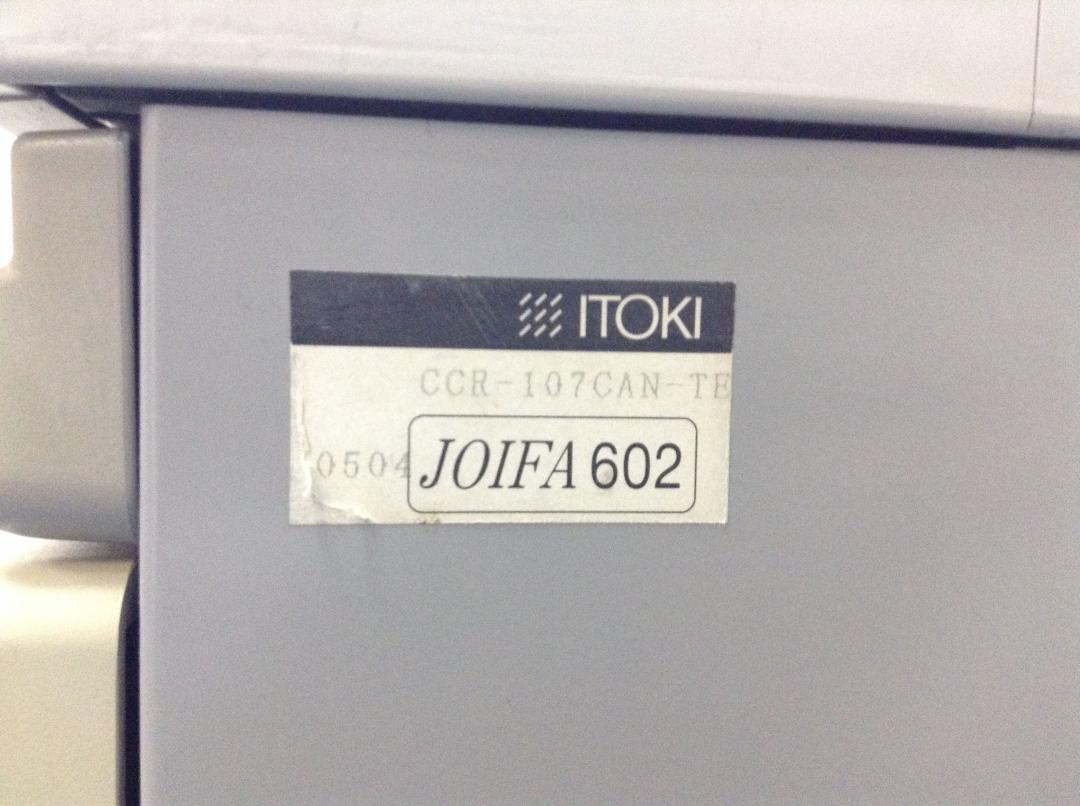 ITOKI
CCR-107CAN-TE
0504
JOIFA 602